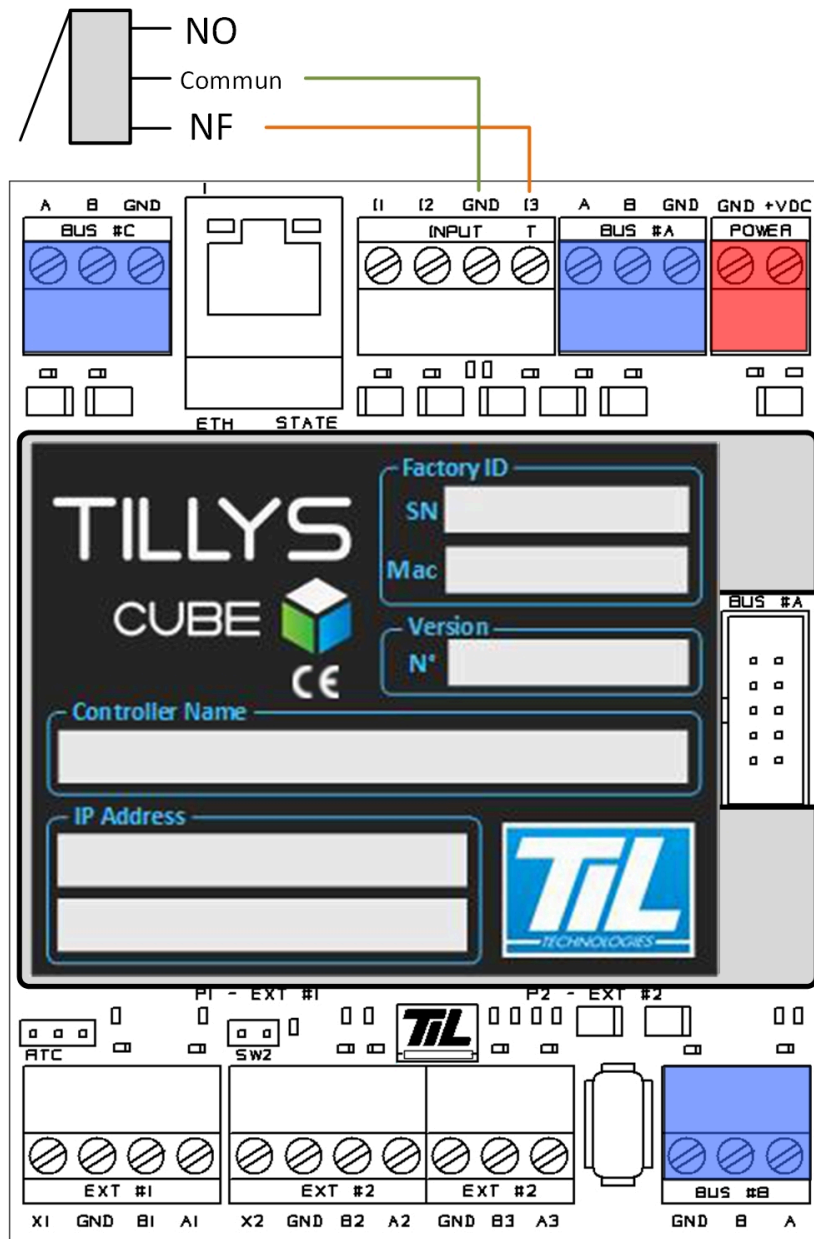 NO
Commun
NF
A B GND
BUS #C
I1 I2 GND I3
INPUT T
A B GND
BUS #A
GND +VDC
POWER
ETH STATE
TILLYS
CUBE
CE
Factory ID
SN
Mac
Version
N°
Controller Name
IP Address
TiL
TECHNOLOGIES
BUS #A
P1 - EXT #1
P2 - EXT #2
RTC
SW2
TiL
EXT #1
X1 GND B1 A1
EXT #2
X2 GND B2 A2
EXT #2
GND B3 A3
BUS #B
GND B A